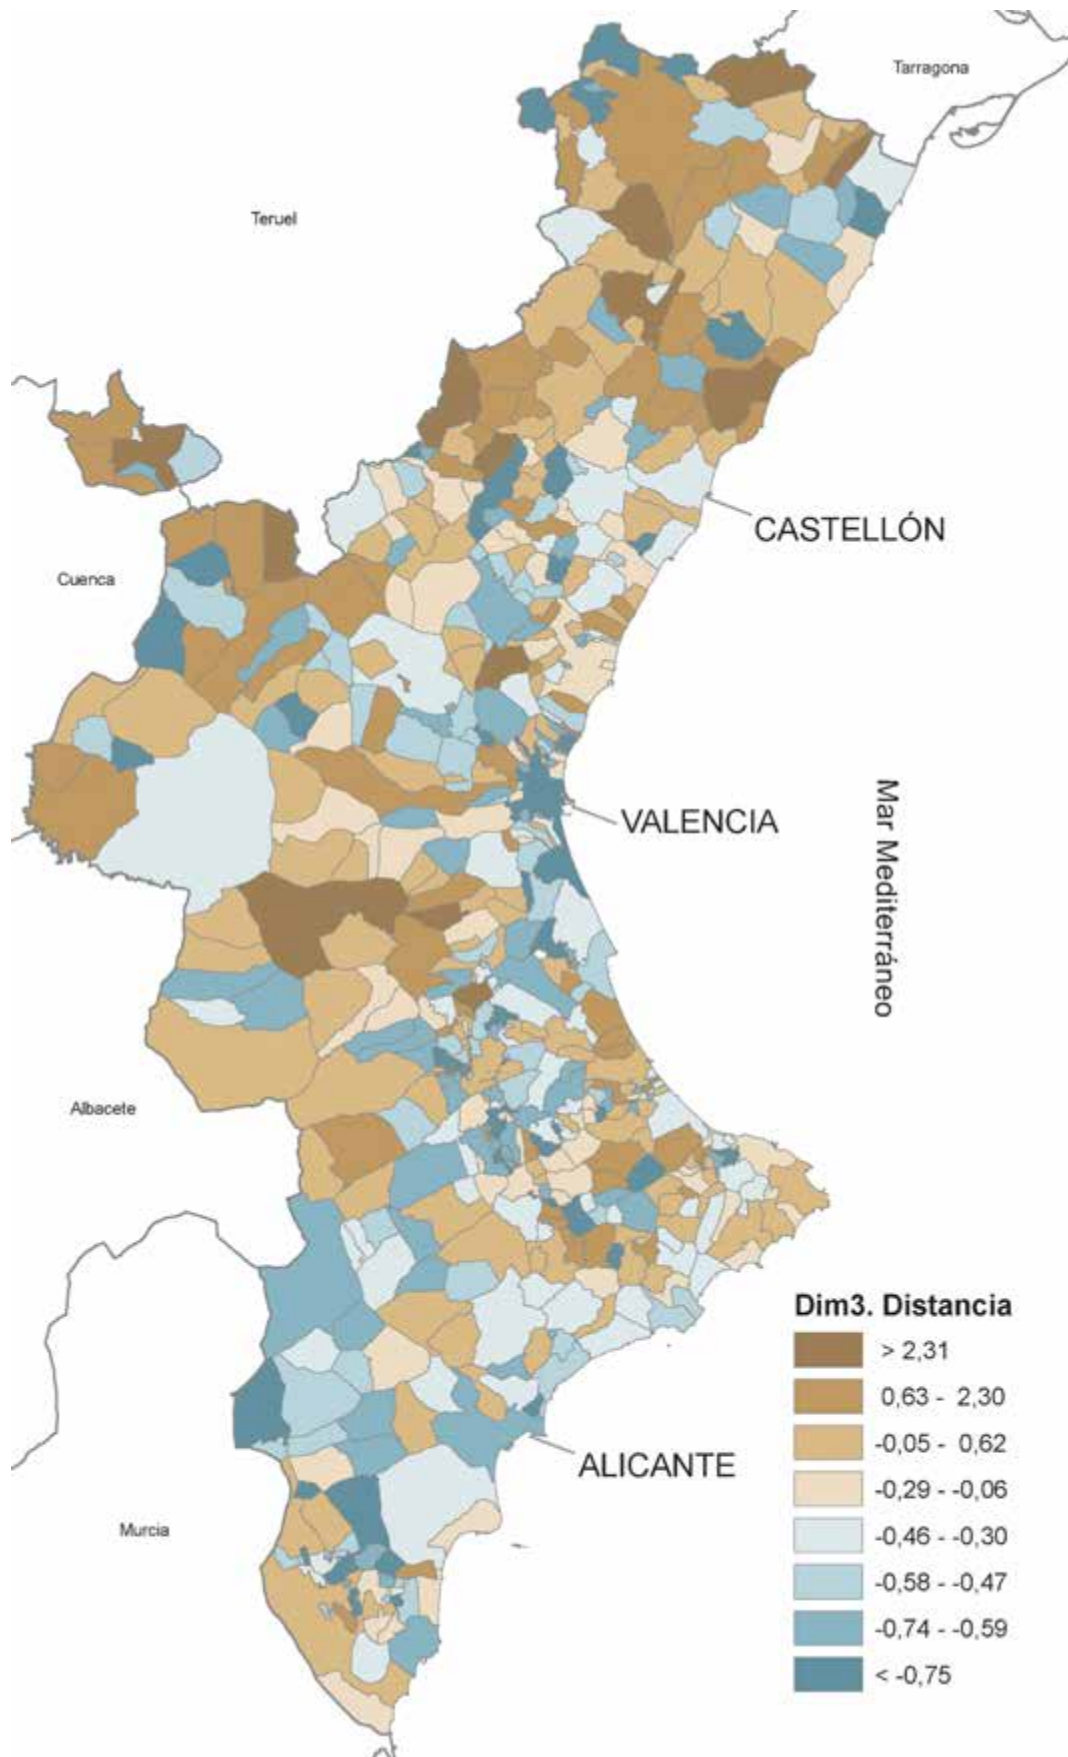 Tarragona
Teruel
CASTELLÓN
Cuenca
VALENCIA
Mar Mediterráneo
Albacete
Dim3. Distancia
> 2,31
0,63 - 2,30
-0,05 - 0,62
-0,29 - -0,06
-0,46 - -0,30
-0,58 - -0,47
-0,74 - -0,59
< -0,75
ALICANTE
Murcia